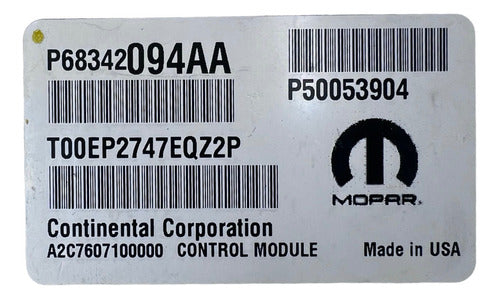 P68342094AA
P50053904
T00EP2747EQZ2P
MOPAR
Continental Corporation
A2C7607100000 CONTROL MODULE Made in USA